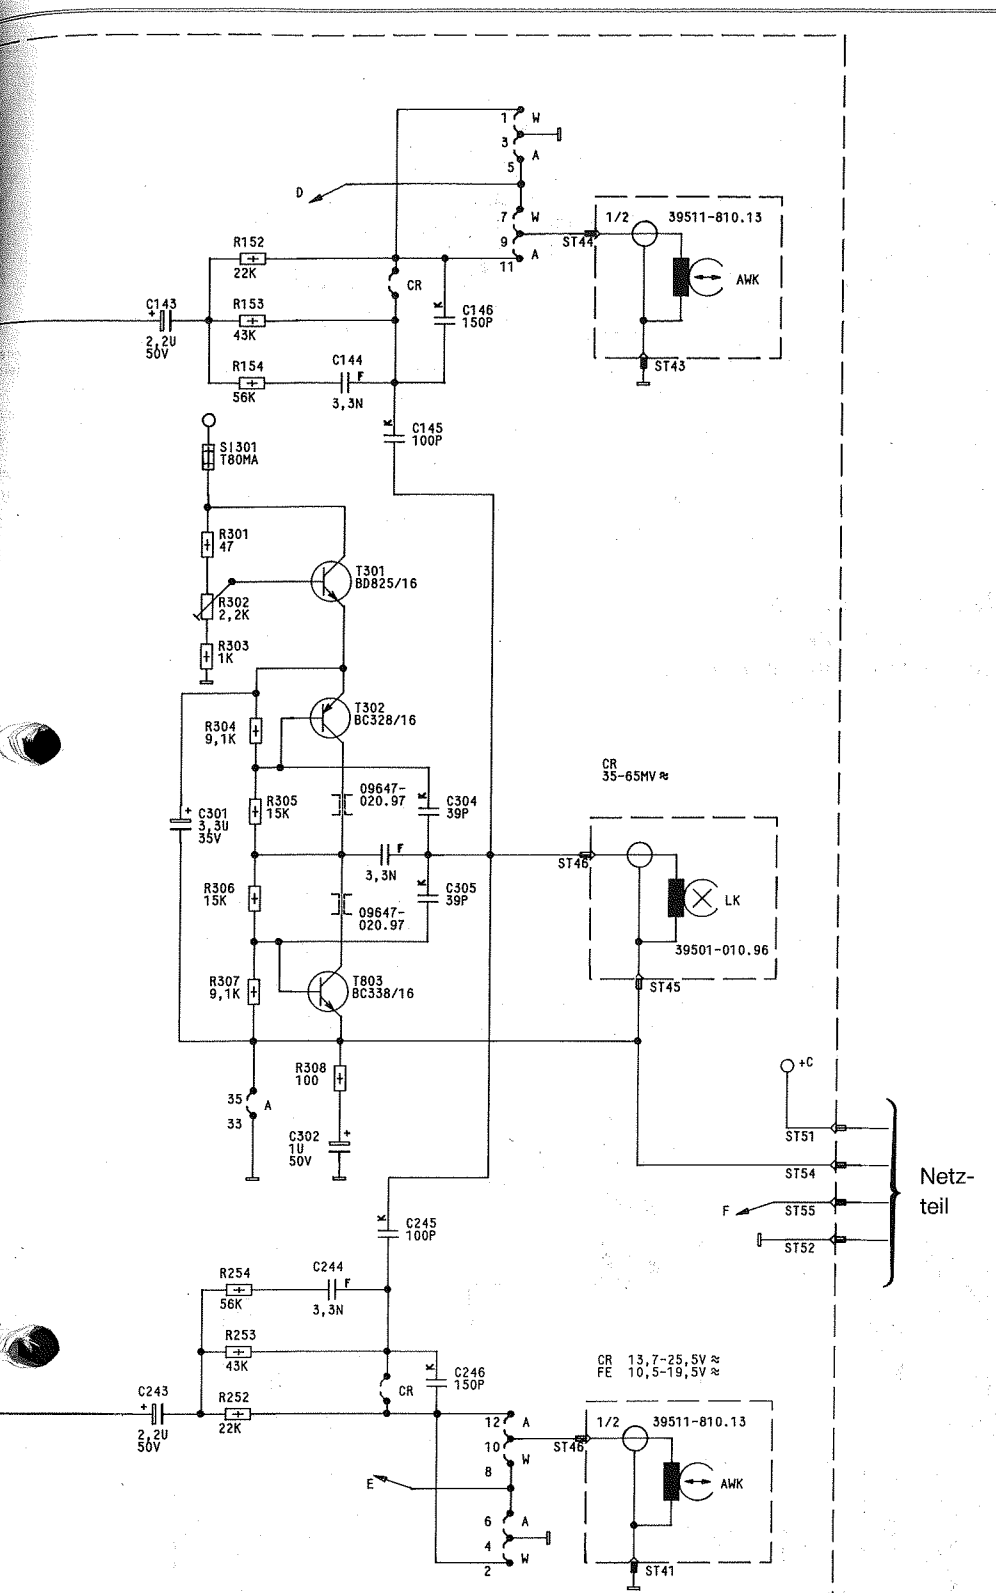 1 W
3
A
5
D
7 W
1/2 39511-810.13
9
ST44
A
11
R152
22K
CR
AWK
C143
+
2,2U
50V
R153
43K
K
C146
150P
R154
56K
C144
F
3,3N
ST43
K
C145
100P
SI301
T80MA
R301
47
T301
BD825/16
R302
2,2K
R303
1K
T302
BC328/16
R304
9,1K
CR
35-65MV≈
09647-
020.97
K
C304
39P
R305
15K
+
C301
3,3U
35V
F
3,3N
ST46
K
C305
39P
R306
15K
LK
09647-
020.97
39501-010.96
R307
9,1K
T803
BC338/16
ST45
+C
R308
100
35 A
33
ST51
C302
1U
50V
+
ST54
Netz-
teil
F
ST55
K
C245
100P
ST52
R254
56K
C244
F
3,3N
R253
43K
CR 13,7-25,5V≈
FE 10,5-19,5V≈
K
C246
150P
CR
C243
+
2,2U
50V
R252
22K
12 A
1/2 39511-810.13
10
ST46
W
8
E
AWK
6 A
4
W
2
ST41